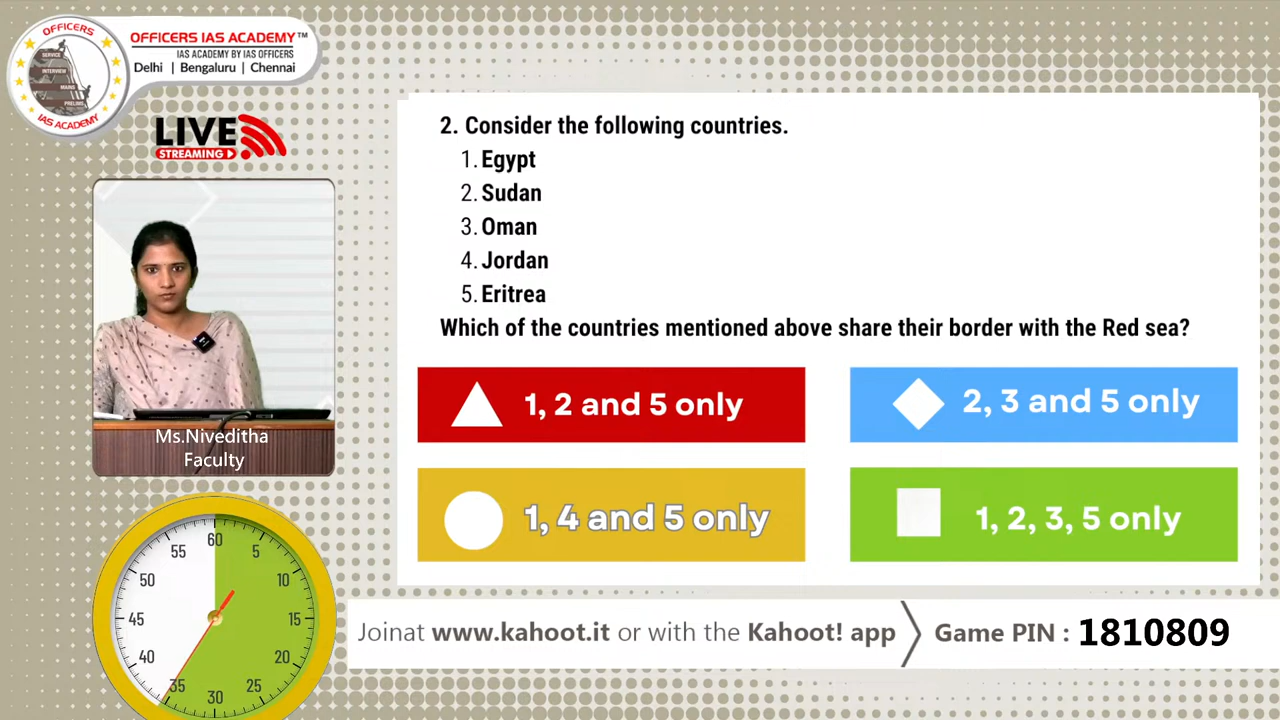 OFFICERS
SERVICE
INTERVIEW
MAINS
PRELIMS
IAS ACADEMY
OFFICERS IAS ACADEMY™
IAS ACADEMY BY IAS OFFICERS
Delhi | Bengaluru | Chennai
LIVE
STREAMING
Ms.Niveditha
Faculty
2. Consider the following countries.
1. Egypt
2. Sudan
3. Oman
4. Jordan
5. Eritrea
Which of the countries mentioned above share their border with the Red sea?
1, 2 and 5 only
2, 3 and 5 only
1, 4 and 5 only
1, 2, 3, 5 only
60
5
10
15
20
25
30
35
40
45
50
55
Joinat www.kahoot.it or with the Kahoot! app
Game PIN : 1810809